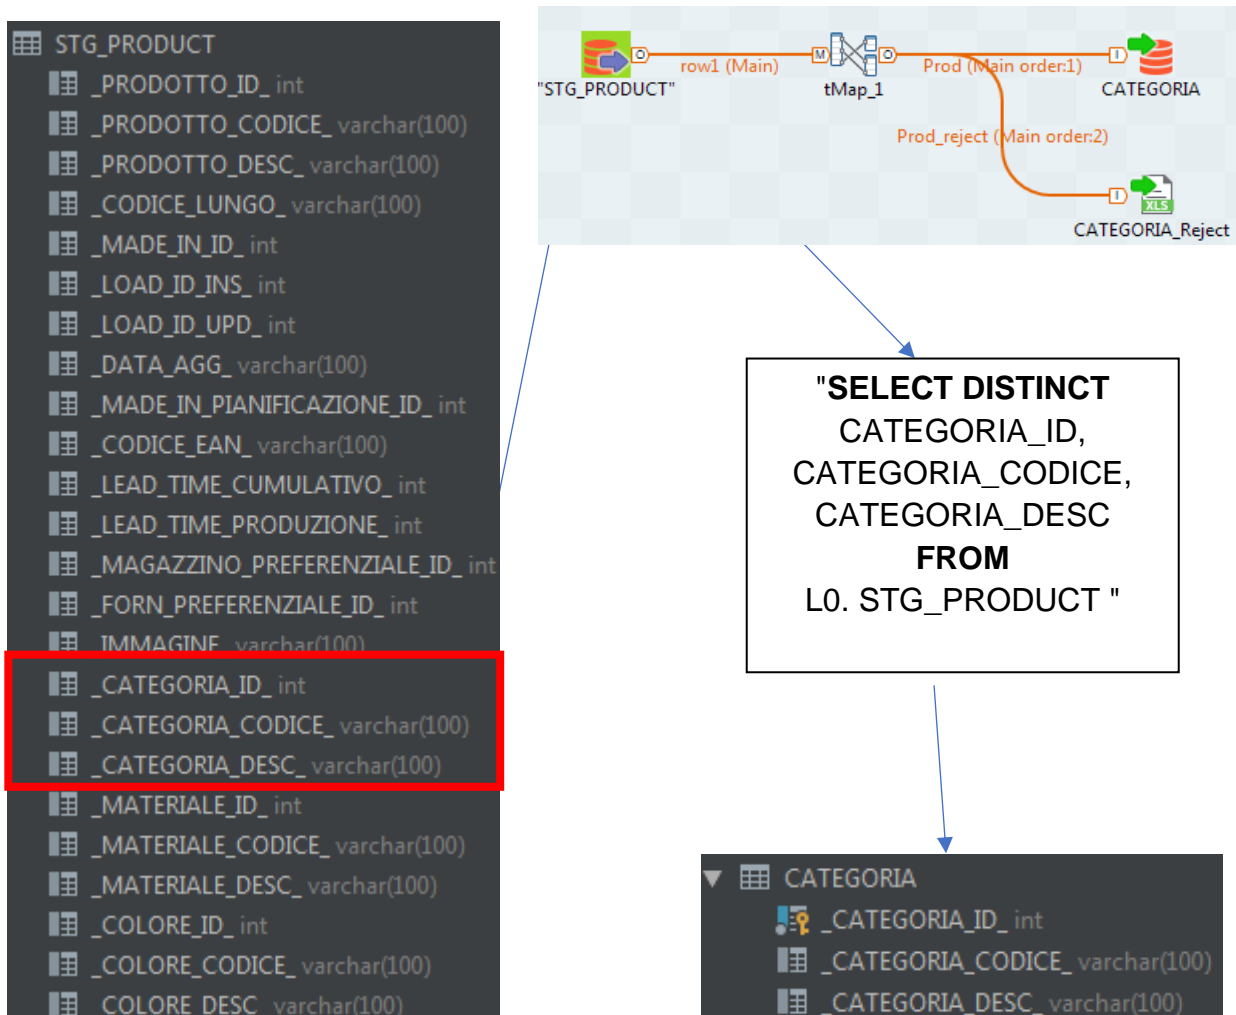 STG_PRODUCT
_PRODOTTO_ID_ int
_PRODOTTO_CODICE_ varchar(100)
_PRODOTTO_DESC_ varchar(100)
_CODICE_LUNGO_ varchar(100)
_MADE_IN_ID_ int
_LOAD_ID_INS_ int
_LOAD_ID_UPD_ int
_DATA_AGG_ varchar(100)
_MADE_IN_PIANIFICAZIONE_ID_ int
_CODICE_EAN_ varchar(100)
_LEAD_TIME_CUMULATIVO_ int
_LEAD_TIME_PRODUZIONE_ int
_MAGAZZINO_PREFERENZIALE_ID_ int
_FORN_PREFERENZIALE_ID_ int
_IMMAGINE_ varchar(100)
_CATEGORIA_ID_ int
_CATEGORIA_CODICE_ varchar(100)
_CATEGORIA_DESC_ varchar(100)
_MATERIALE_ID_ int
_MATERIALE_CODICE_ varchar(100)
_MATERIALE_DESC_ varchar(100)
_COLORE_ID_ int
_COLORE_CODICE_ varchar(100)
_COLORE_DESC_ varchar(100)
O
row1 (Main)
M
O
Prod (Main order:1)
I
"STG_PRODUCT"
tMap_1
CATEGORIA
Prod_reject (Main order:2)
I
XLS
CATEGORIA_Reject
"SELECT DISTINCT
CATEGORIA_ID,
CATEGORIA_CODICE,
CATEGORIA_DESC
FROM
L0. STG_PRODUCT "
CATEGORIA
_CATEGORIA_ID_ int
_CATEGORIA_CODICE_ varchar(100)
_CATEGORIA_DESC_ varchar(100)